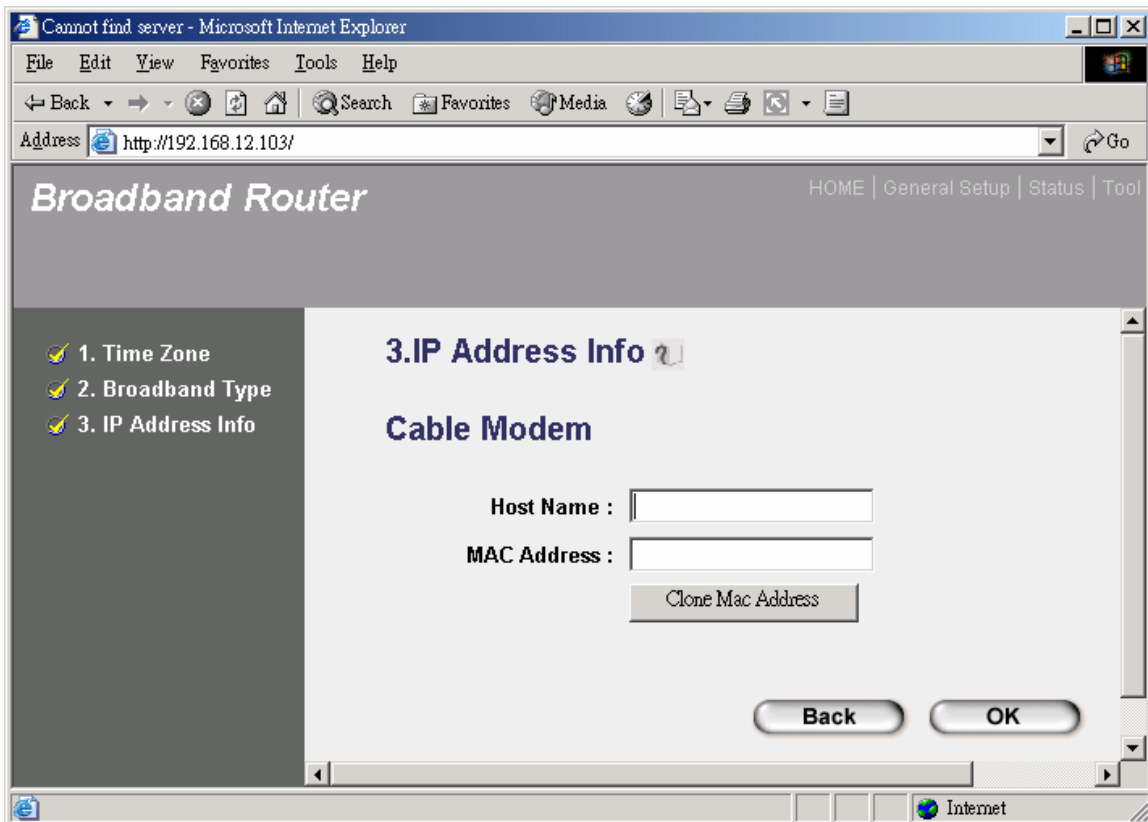 Cannot find server - Microsoft Internet Explorer
File Edit View Favorites Tools Help
Back Search Favorites Media
Address http://192.168.12.103/ Go
Broadband Router
HOME | General Setup | Status | Tool
1. Time Zone
2. Broadband Type
3. IP Address Info
3.IP Address Info
Cable Modem
Host Name :
MAC Address :
Clone Mac Address
Back OK
Internet